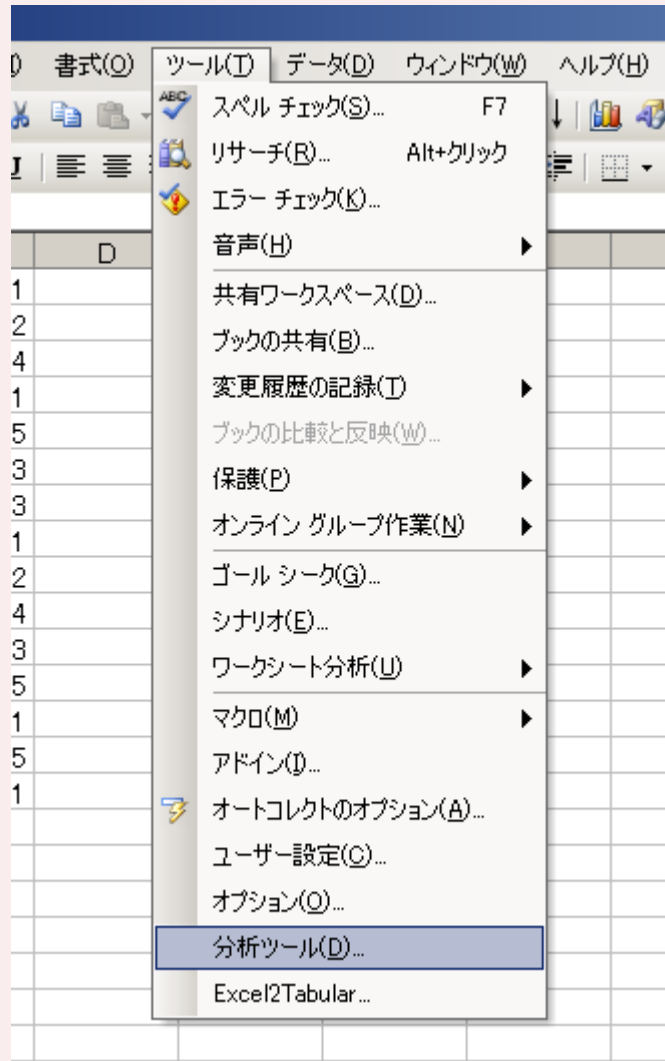 書式(O) ツール(T) データ(D) ウィンドウ(W) ヘルプ(H)
ABC スペル チェック(S)... F7
リサーチ(R)... Alt+クリック
エラー チェック(K)...
音声(H)
共有ワークスペース(D)...
ブックの共有(B)...
変更履歴の記録(T)
ブックの比較と反映(W)...
保護(P)
オンライン グループ作業(N)
ゴール シーク(G)...
シナリオ(E)...
ワークシート分析(U)
マクロ(M)
アドイン(I)...
オートコレクトのオプション(A)...
ユーザー設定(C)...
オプション(O)...
分析ツール(D)...
Excel2Tabular...
D
1
2
4
1
5
3
3
1
2
4
3
5
1
5
1